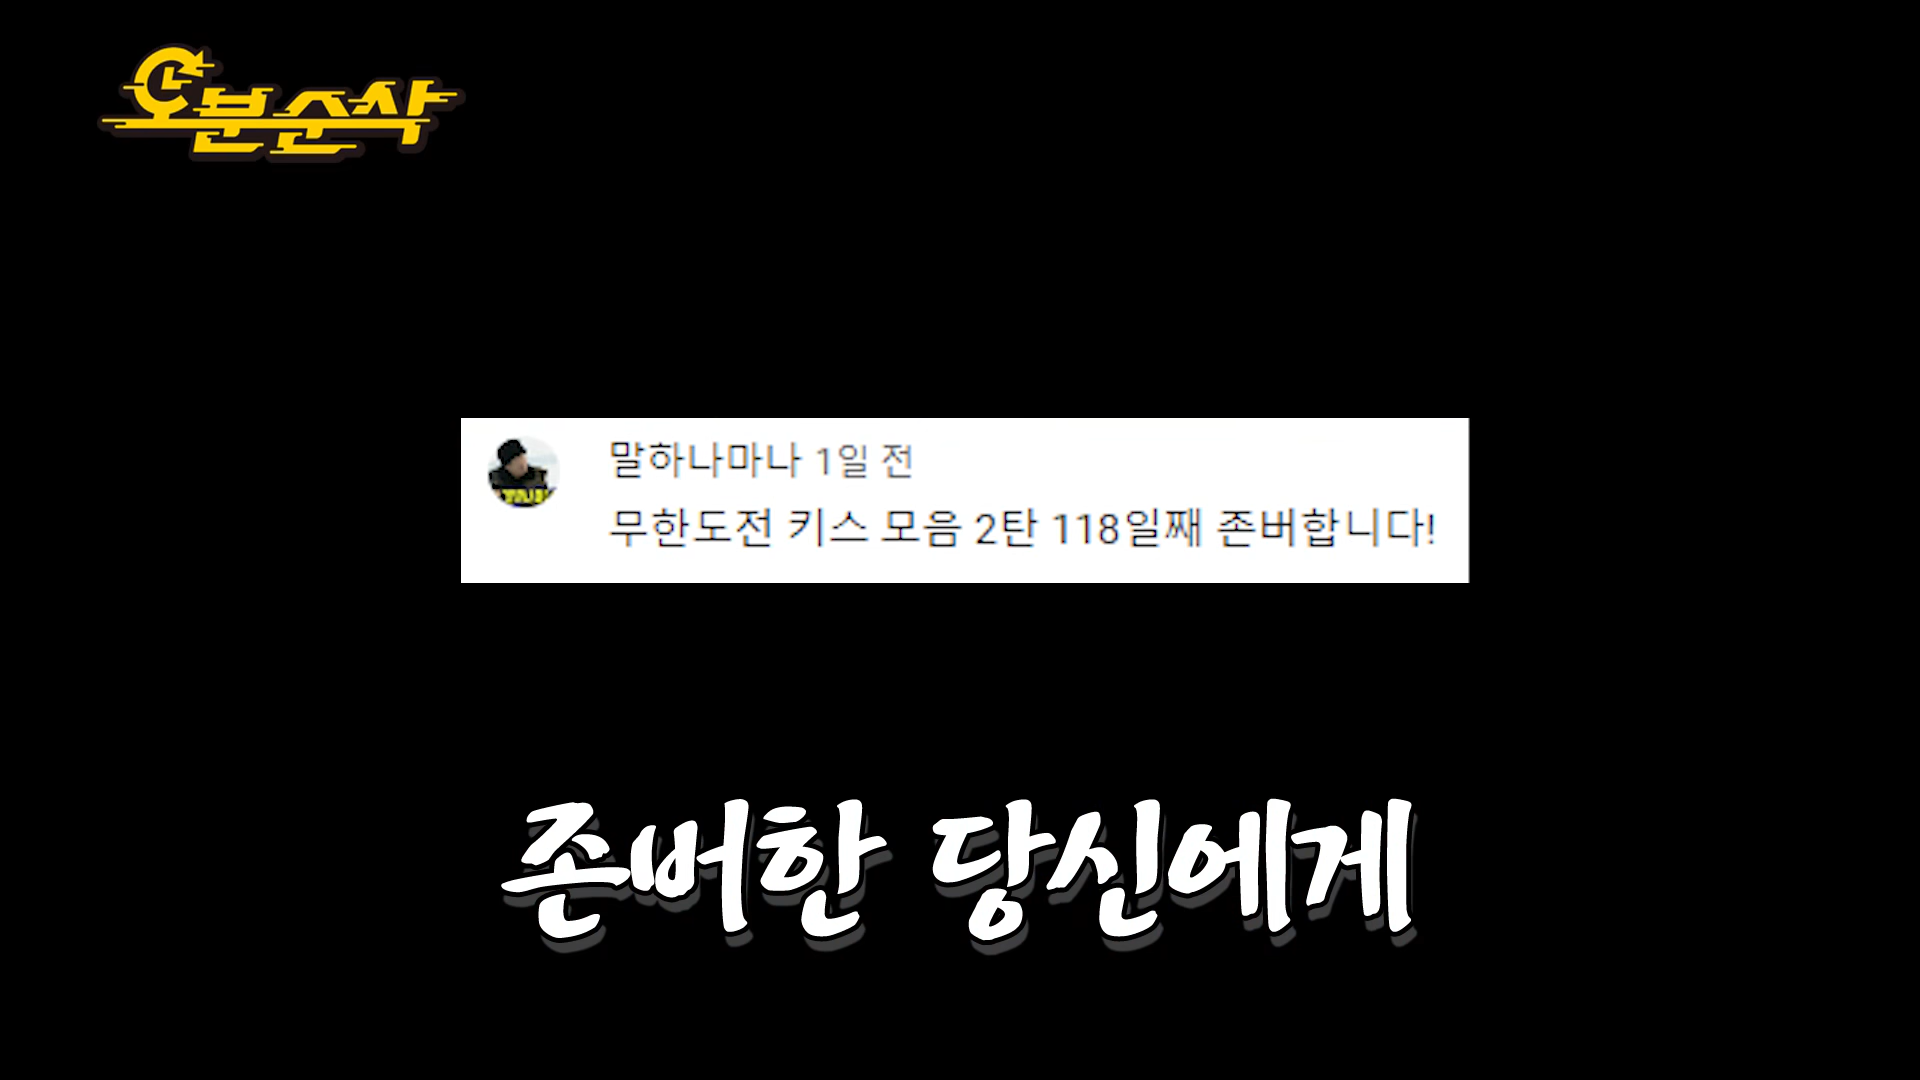 오분순삭
말하나마나 1일 전
무한도전 키스 모음 2탄 118일째 존버합니다!
존버한 당신에게